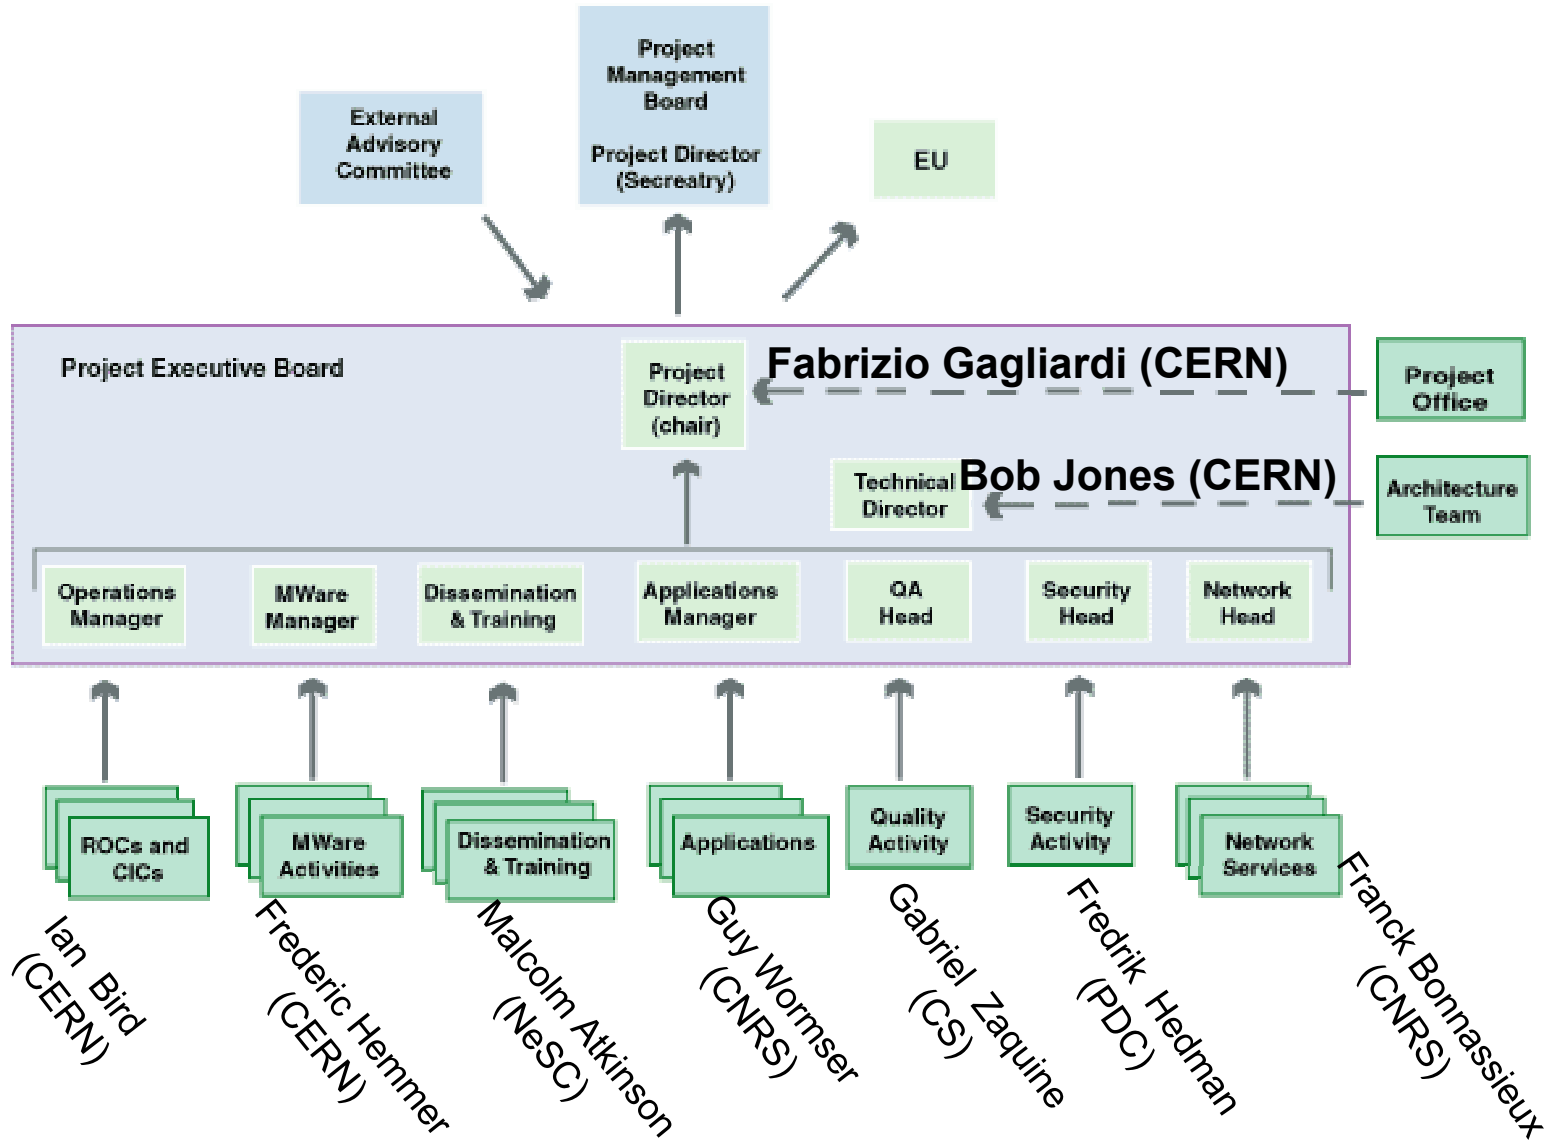 Project
Management
Board
Project Director
(Secreatry)
External
Advisory
Committee
EU
Project Executive Board
Project
Director
(chair)
Fabrizio Gagliardi (CERN)
Project
Office
Technical
Director
Bob Jones (CERN)
Architecture
Team
Operations
Manager
MWare
Manager
Dissemination
& Training
Applications
Manager
QA
Head
Security
Head
Network
Head
ROCs and
CICs
MWare
Activities
Dissemination
& Training
Applications
Quality
Activity
Security
Activity
Network
Services
Ian Bird
(CERN)
Frederic Hemmer
(CERN)
Malcolm Atkinson
(NeSC)
Guy Wormser
(CNRS)
Gabriel Zaquine
(CS)
Fredrik Hedman
(PDC)
Franck Bonnassieux
(CNRS)